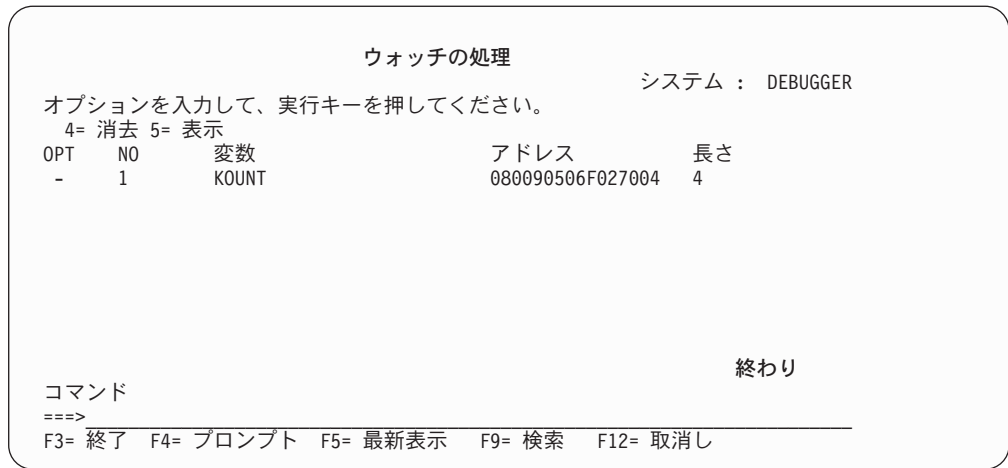 ウォッチの処理
システム : DEBUGGER
オプションを入力して、実行キーを押してください。
4= 消去 5= 表示
OPT NO 変数 アドレス 長さ
- 1 KOUNT 080090506F027004 4
終わり
コマンド
===>
F3= 終了 F4= プロンプト F5= 最新表示 F9= 検索 F12= 取消し